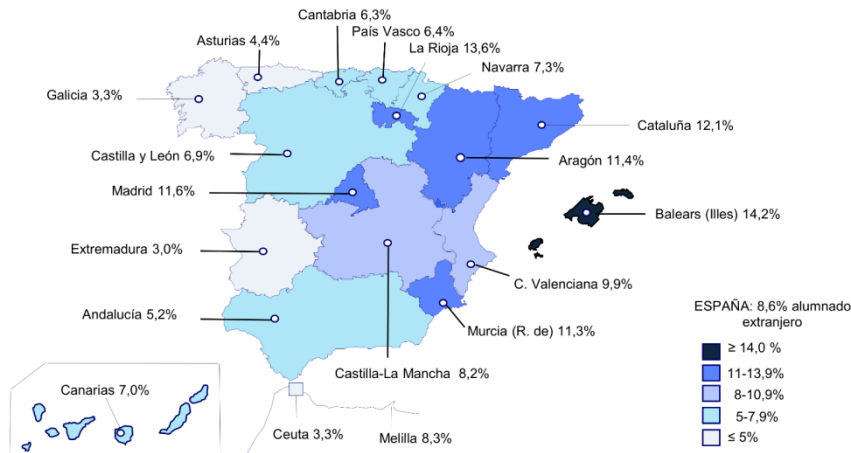 Cantabria 6,3%
País Vasco 6,4%
La Rioja 13,6%
Asturias 4,4%
Navarra 7,3%
Galicia 3,3%
Cataluña 12,1%
Castilla y León 6,9%
Aragón 11,4%
Madrid 11,6%
Balears (Illes) 14,2%
Extremadura 3,0%
C. Valenciana 9,9%
Andalucía 5,2%
Murcia (R. de) 11,3%
Castilla-La Mancha 8,2%
Canarias 7,0%
Ceuta 3,3%
Melilla 8,3%
ESPAÑA: 8,6% alumnado
extranjero
≥ 14,0 %
11-13,9%
8-10,9%
5-7,9%
≤ 5%